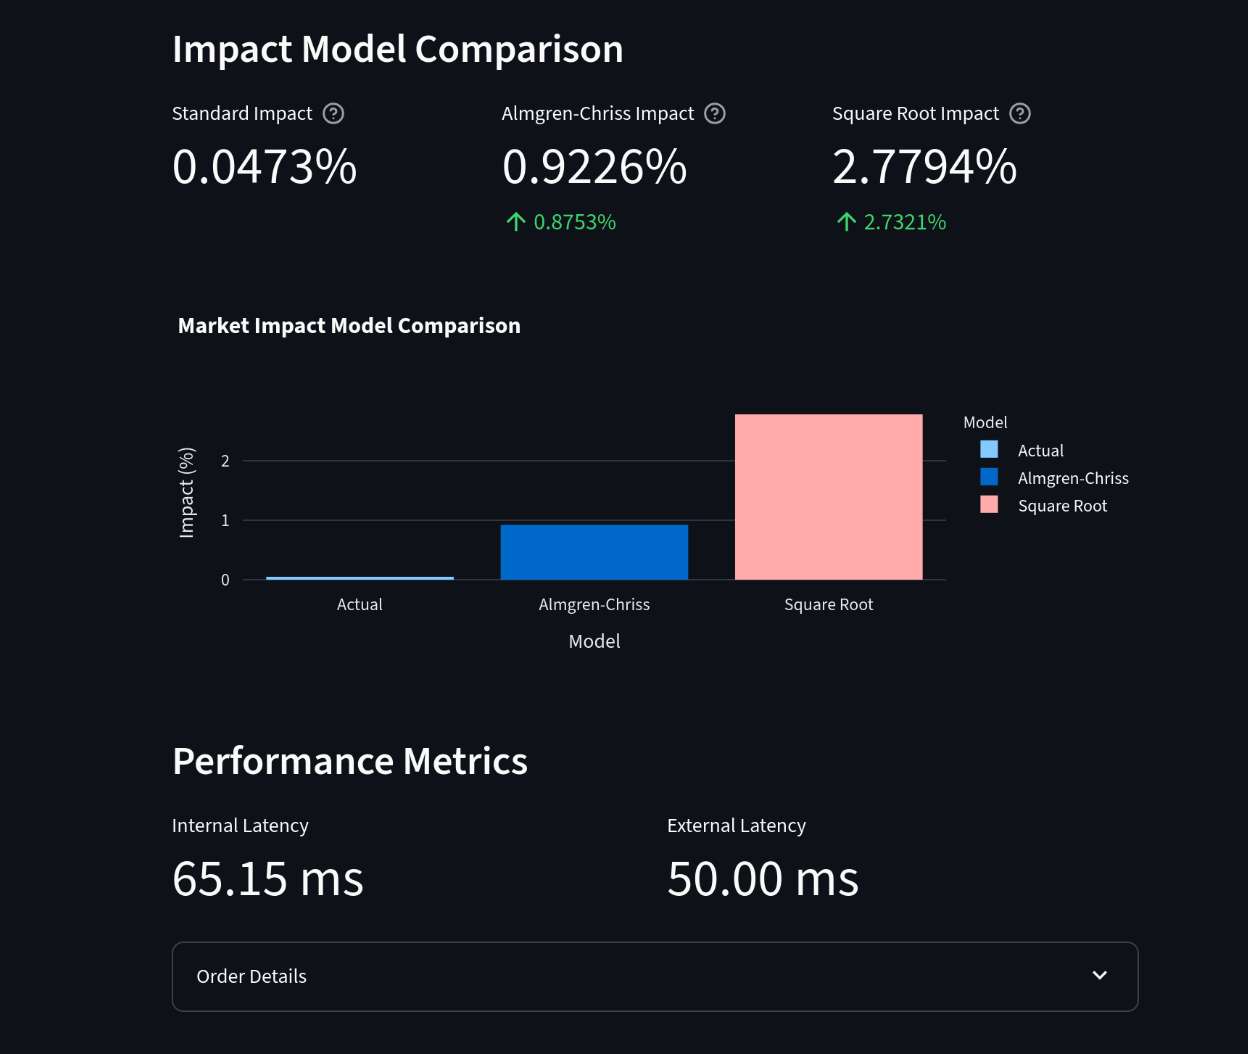 Impact Model Comparison
Standard Impact
Almgren-Chriss Impact
Square Root Impact
0.0473%
0.9226%
2.7794%
0.8753%
2.7321%
Market Impact Model Comparison
Impact (%)
2
1
0
Actual
Almgren-Chriss
Square Root
Model
Model
Actual
Almgren-Chriss
Square Root
Performance Metrics
Internal Latency
External Latency
65.15 ms
50.00 ms
Order Details